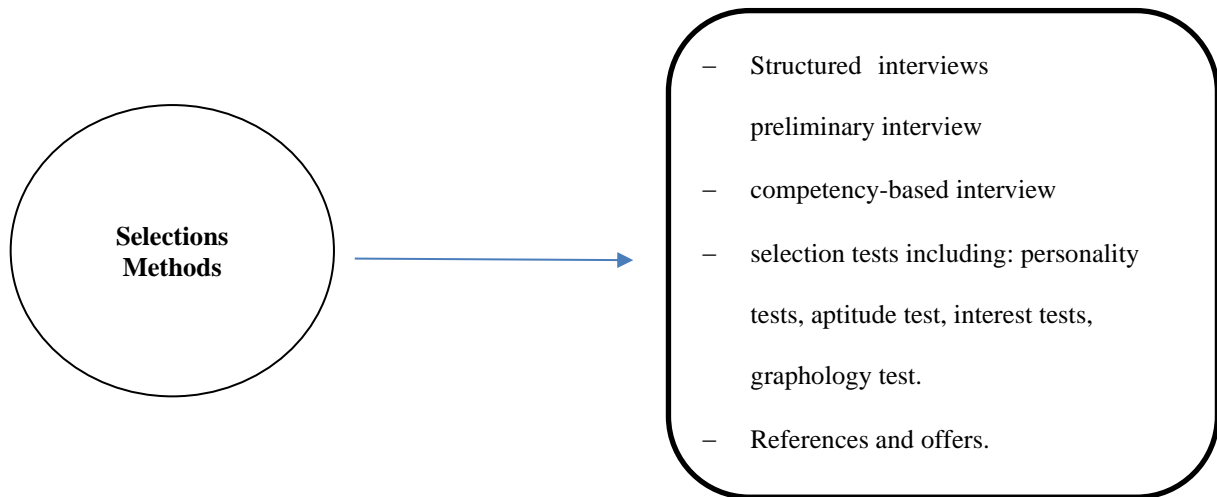 Selections
Methods
– Structured interviews
preliminary interview
– competency-based interview
– selection tests including: personality
tests, aptitude test, interest tests,
graphology test.
– References and offers.